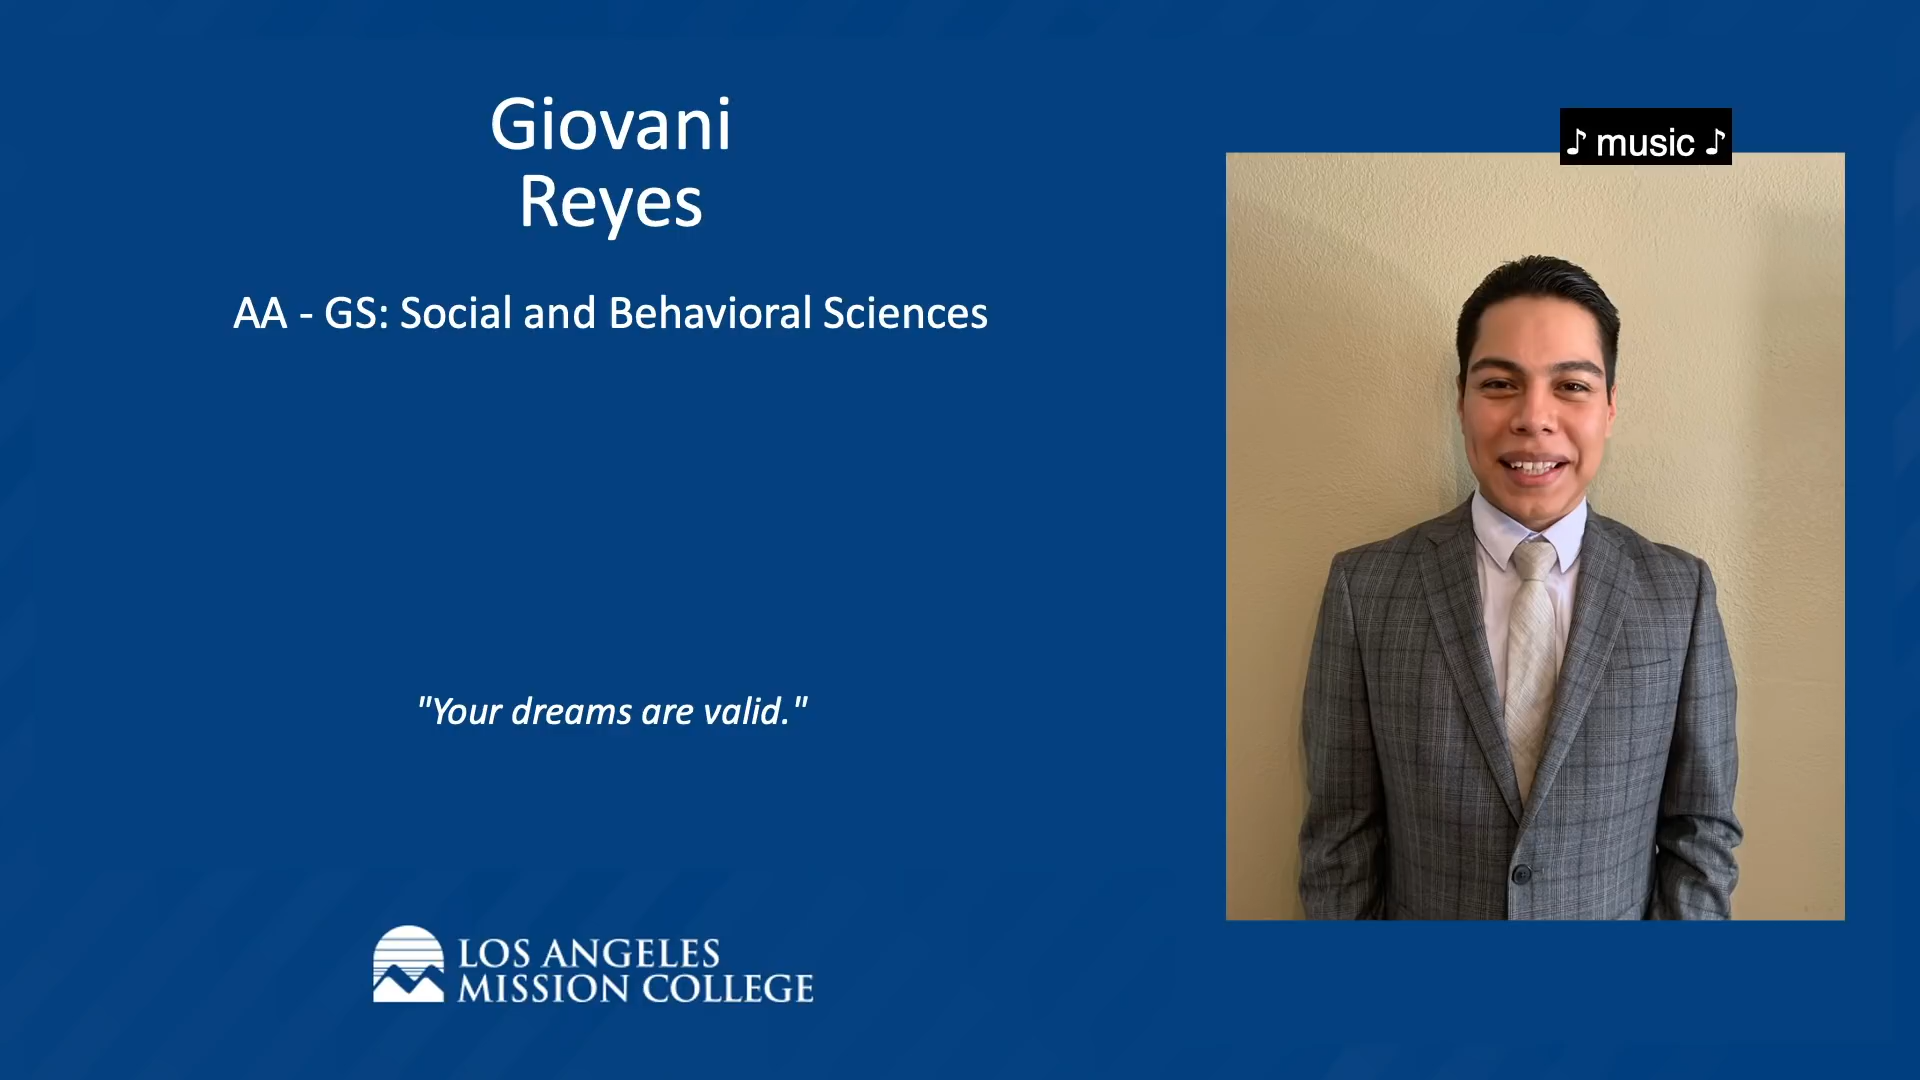 Giovani
Reyes
AA - GS: Social and Behavioral Sciences
"Your dreams are valid."
LOS ANGELES
MISSION COLLEGE
♪ music ♪